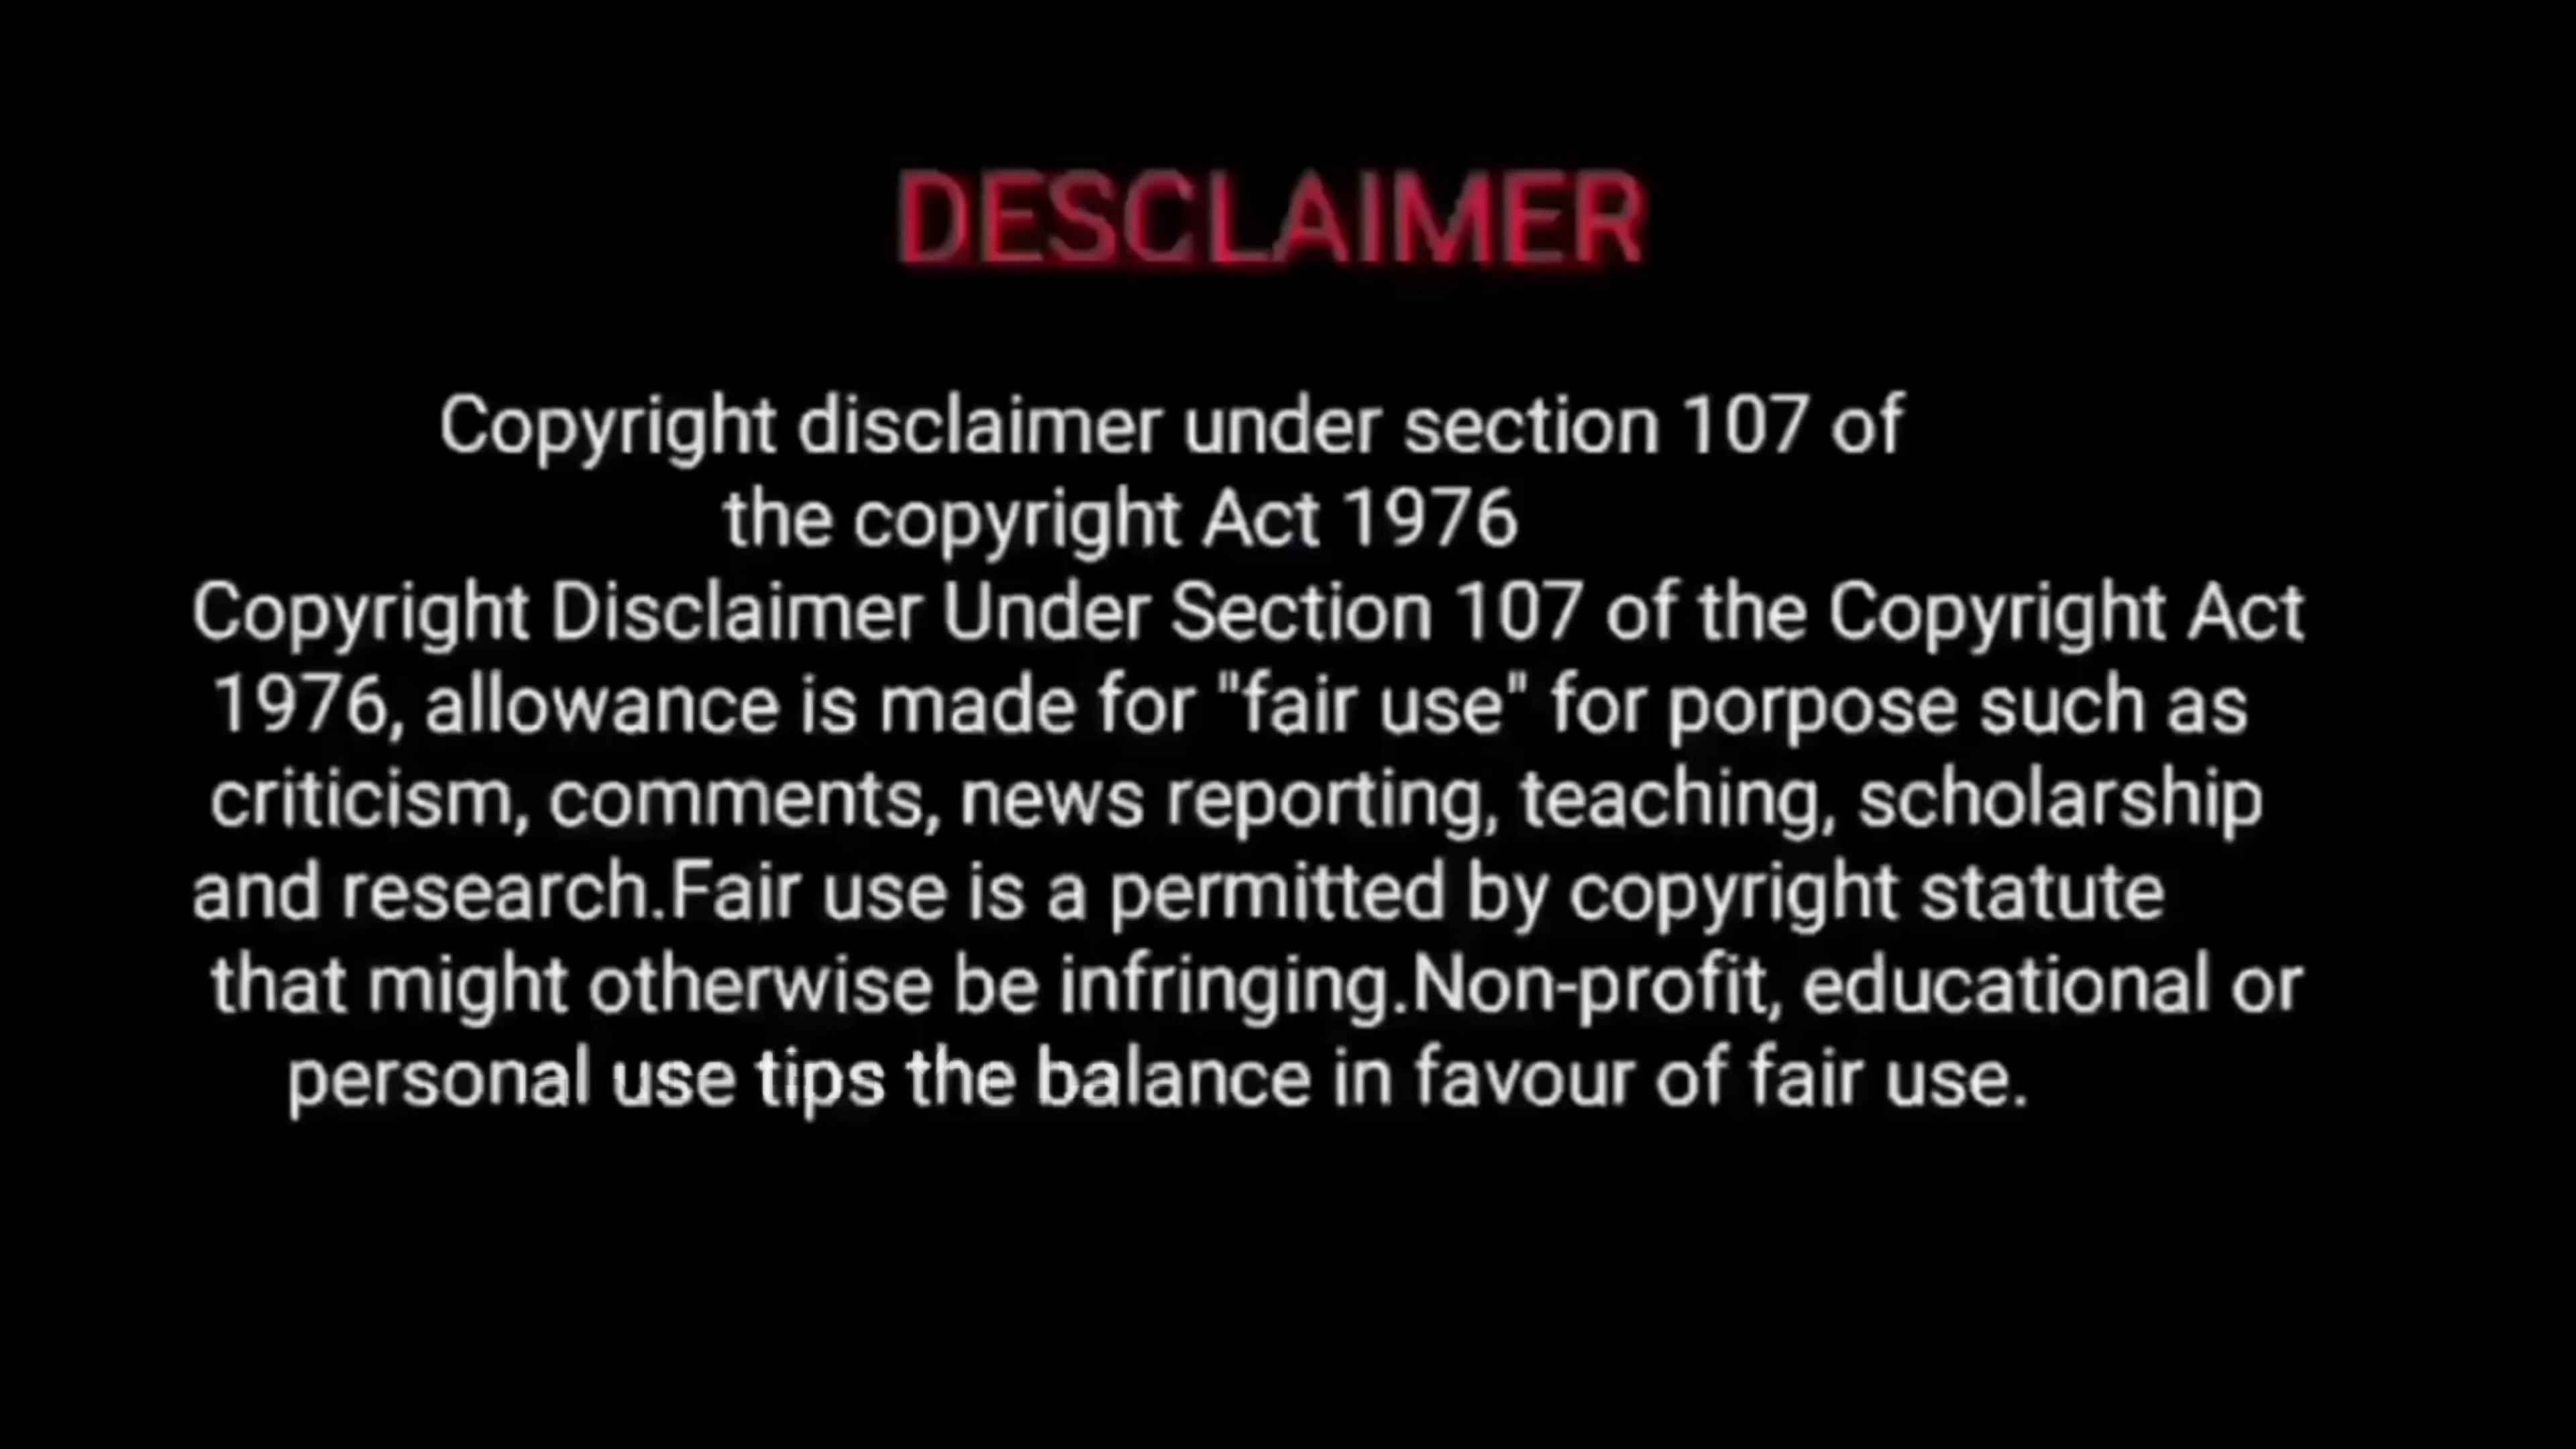 DESCLAIMER
Copyright disclaimer under section 107 of
the copyright Act 1976
Copyright Disclaimer Under Section 107 of the Copyright Act
1976, allowance is made for "fair use" for porpose such as
criticism, comments, news reporting, teaching, scholarship
and research.Fair use is a permitted by copyright statute
that might otherwise be infringing.Non-profit, educational or
personal use tips the balance in favour of fair use.